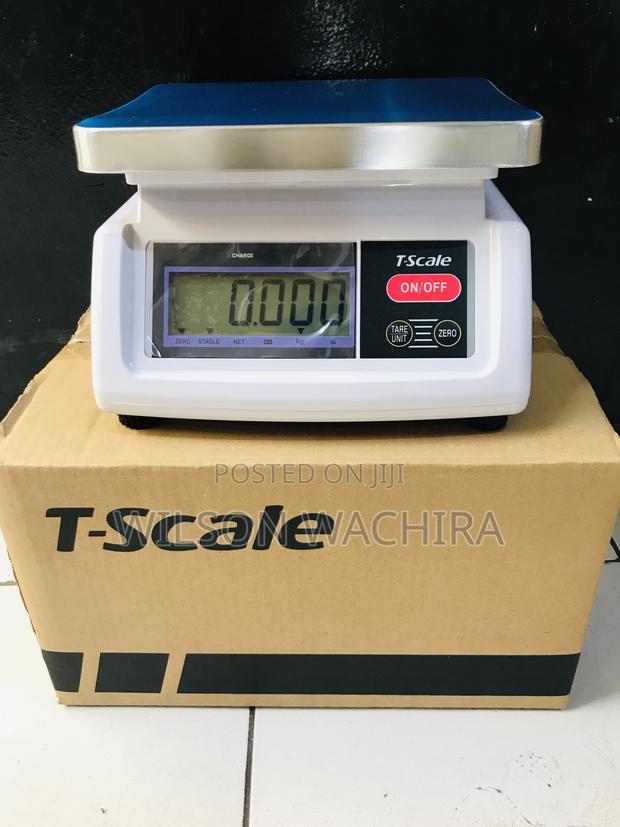 CHARGE
0.000
ZERO STABLE NET kg
T-Scale
ON/OFF
TARE
UNIT
ZERO
POSTED ON JIJI
WILSON WACHIRA
T-Scale